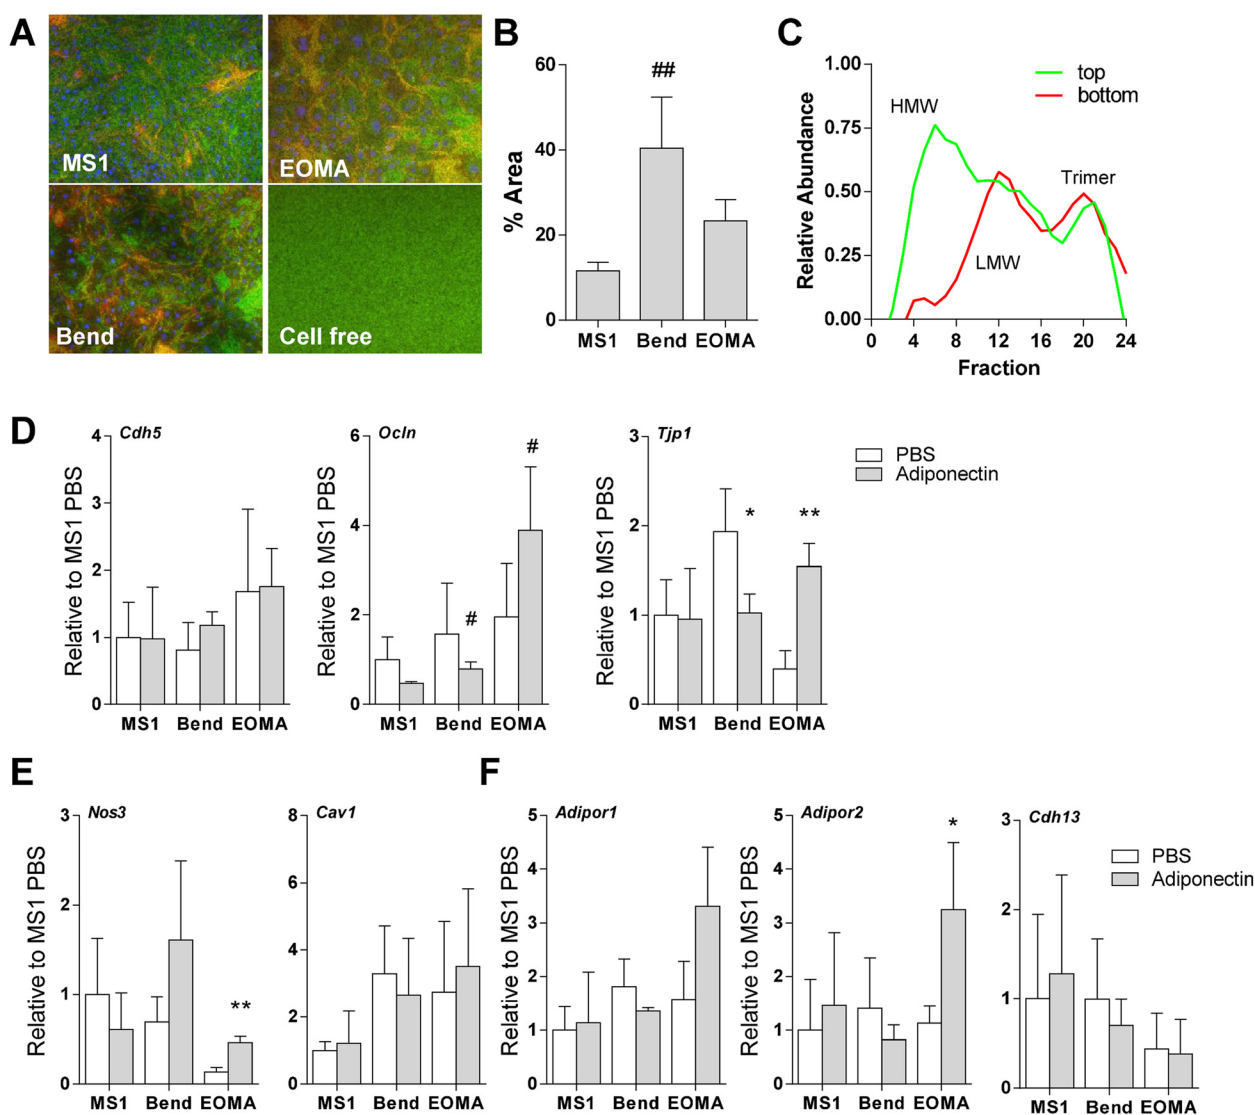 A
MS1
EOMA
Bend
Cell free
B
% Area
60
40
20
0
##
MS1 Bend EOMA
C
Relative Abundance
1.00
0.75
0.50
0.25
0.00
HMW
LMW
Trimer
top
bottom
0 4 8 12 16 20 24
Fraction
D
Cdh5
Relative to MS1 PBS
4
3
2
1
0
MS1 Bend EOMA
Ocln
Relative to MS1 PBS
6
4
2
0
#
#
MS1 Bend EOMA
Tjp1
Relative to MS1 PBS
3
2
1
0
*
**
MS1 Bend EOMA
PBS
Adiponectin
E
Nos3
Relative to MS1 PBS
3
2
1
0
**
MS1 Bend EOMA
Cav1
8
6
4
2
0
MS1 Bend EOMA
F
Adipor1
Relative to MS1 PBS
5
4
3
2
1
0
MS1 Bend EOMA
Adipor2
5
4
3
2
1
0
*
MS1 Bend EOMA
Cdh13
3
2
1
0
MS1 Bend EOMA
PBS
Adiponectin